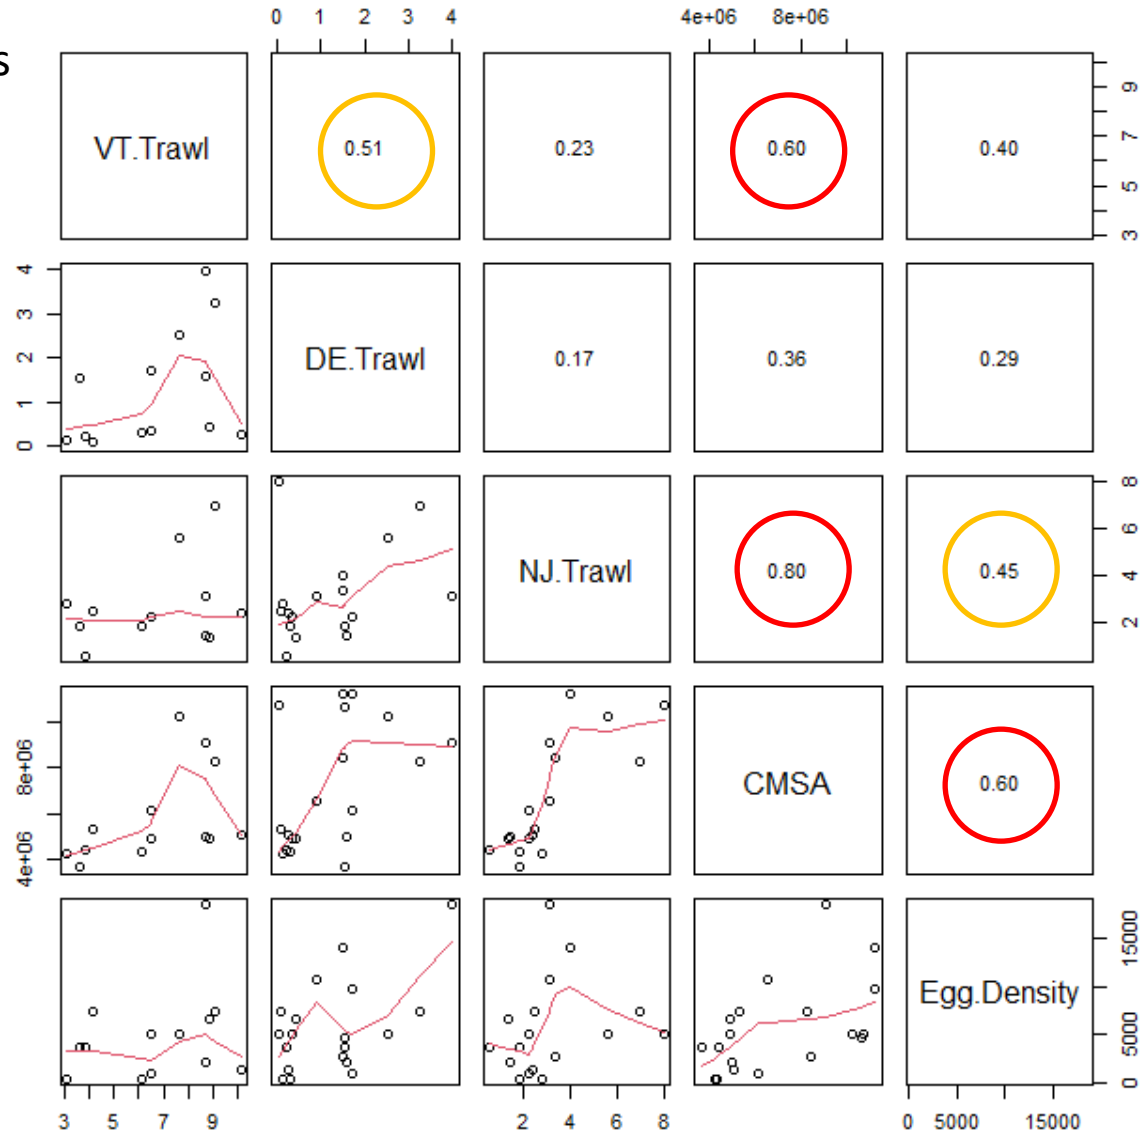 0 1 2 3 4 4e+06 8e+06
s
VT.Trawl 0.51 0.23 0.60 0.40 3 5 7 9
0 1 2 3 4 DE.Trawl 0.17 0.36 0.29
NJ.Trawl 0.80 0.45 2 4 6 8
4e+06 8e+06 CMSA 0.60
Egg.Density 0 5000 15000
3 5 7 9 2 4 6 8 0 5000 15000